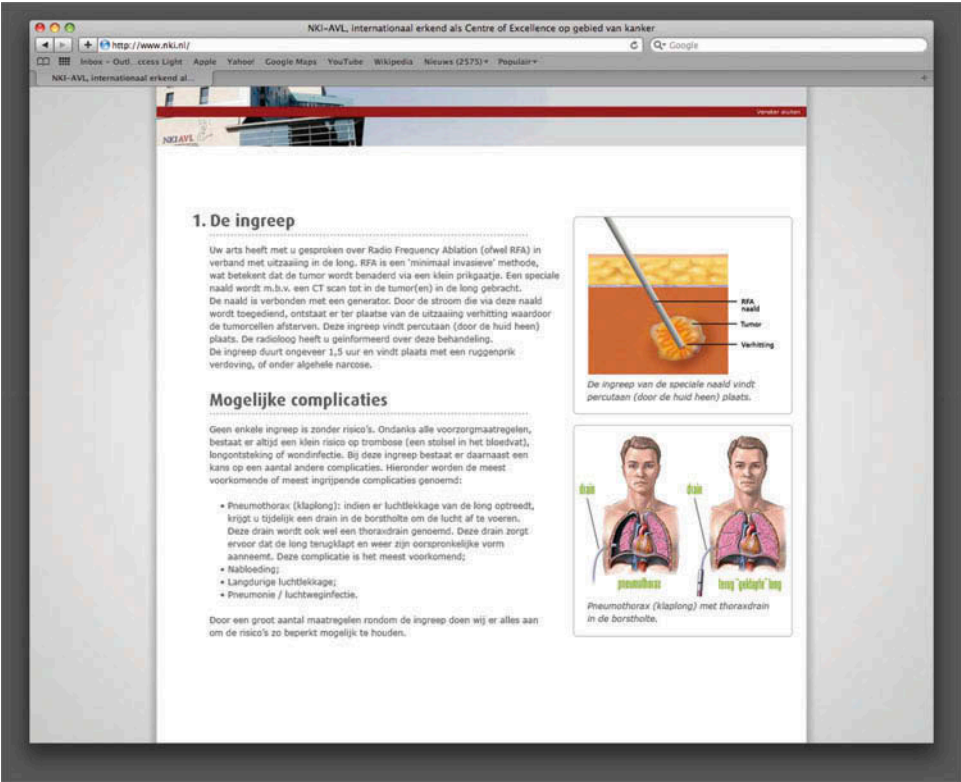 NKI-AVL, internationaal erkend als Centre of Excellence op gebied van kanker
http://www.nki.nl/
Google
Inbox - Outl...ccess Light Apple Yahoo! Google Maps YouTube Wikipedia Nieuws (2575) Populair
NKI-AVL, internationaal erkend al...
Venster sluiten
NKI AVL
1. De ingreep
Uw arts heeft met u gesproken over Radio Frequency Ablation (ofwel RFA) in
verband met uitzaaiing in de long. RFA is een 'minimaal invasieve' methode,
wat betekent dat de tumor wordt benaderd via een klein prikgaatje. Een speciale
naald wordt m.b.v. een CT scan tot in de tumor(en) in de long gebracht.
De naald is verbonden met een generator. Door de stroom die via deze naald
wordt toegediend, ontstaat er ter plaatse van de uitzaaiing verhitting waardoor
de tumorcellen afsterven. Deze ingreep vindt percutaan (door de huid heen)
plaats. De radioloog heeft u geinformeerd over deze behandeling.
De ingreep duurt ongeveer 1,5 uur en vindt plaats met een ruggenprik
verdoving, of onder algehele narcose.
RFA
naald
Tumor
Verhitting
De ingreep van de speciale naald vindt
percutaan (door de huid heen) plaats.
Mogelijke complicaties
Geen enkele ingreep is zonder risico's. Ondanks alle voorzorgmaatregelen,
bestaat er altijd een klein risico op trombose (een stolsel in het bloedvat),
longontsteking of wondinfectie. Bij deze ingreep bestaat er daarnaast een
kans op een aantal andere complicaties. Hieronder worden de meest
voorkomende of meest ingrijpende complicaties genoemd:
• Pneumothorax (klaplong): indien er luchtlekkage van de long optreedt,
krijgt u tijdelijk een drain in de borstholte om de lucht af te voeren.
Deze drain wordt ook wel een thoraxdrain genoemd. Deze drain zorgt
ervoor dat de long terugklapt en weer zijn oorspronkelijke vorm
aanneemt. Deze complicatie is het meest voorkomend;
• Nabloeding;
• Langdurige luchtlekkage;
• Pneumonie / luchtweginfectie.
Door een groot aantal maatregelen rondom de ingreep doen wij er alles aan
om de risico's zo beperkt mogelijk te houden.
drain
drain
pneumothorax
terug "geklapte" long
Pneumothorax (klaplong) met thoraxdrain
in de borstholte.